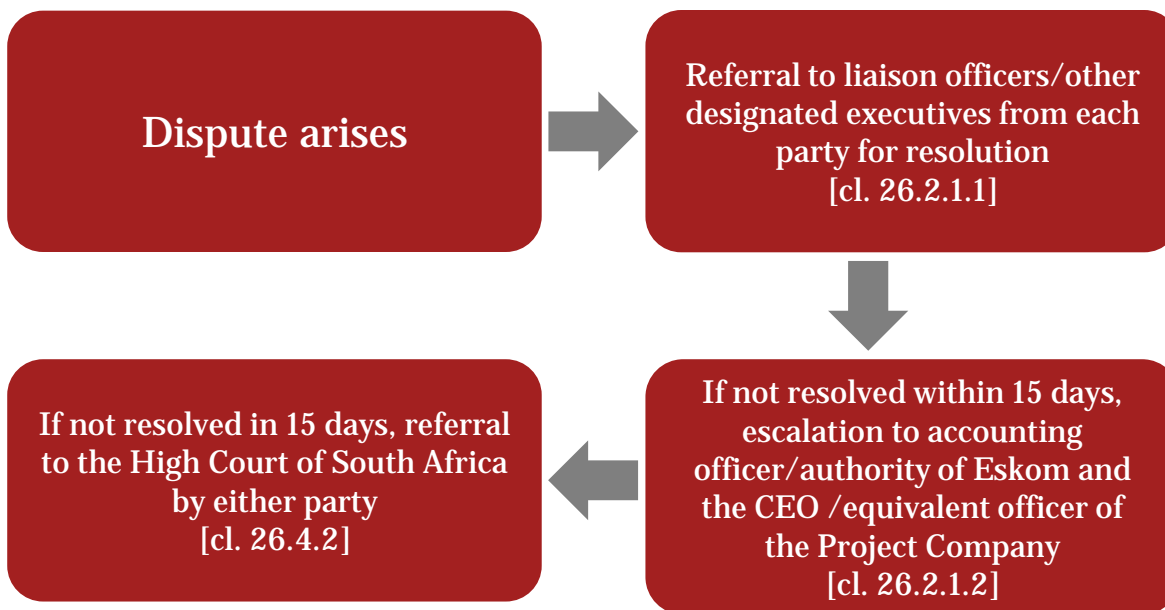 Dispute arises
Referral to liaison officers/other
designated executives from each
party for resolution
[cl. 26.2.1.1]
If not resolved within 15 days,
escalation to accounting
officer/authority of Eskom and
the CEO /equivalent officer of
the Project Company
[cl. 26.2.1.2]
If not resolved in 15 days, referral
to the High Court of South Africa
by either party
[cl. 26.4.2]